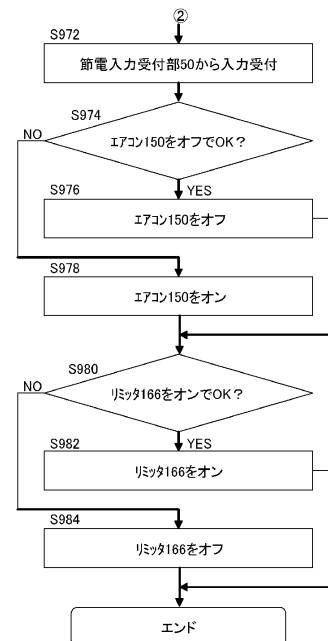 ②
S972
節電入力受付部50から入力受付
S974
NO
エアコン150をオフでOK？
YES
S976
エアコン150をオフ
S978
エアコン150をオン
S980
NO
リミッタ166をオンでOK？
YES
S982
リミッタ166をオン
S984
リミッタ166をオフ
エンド